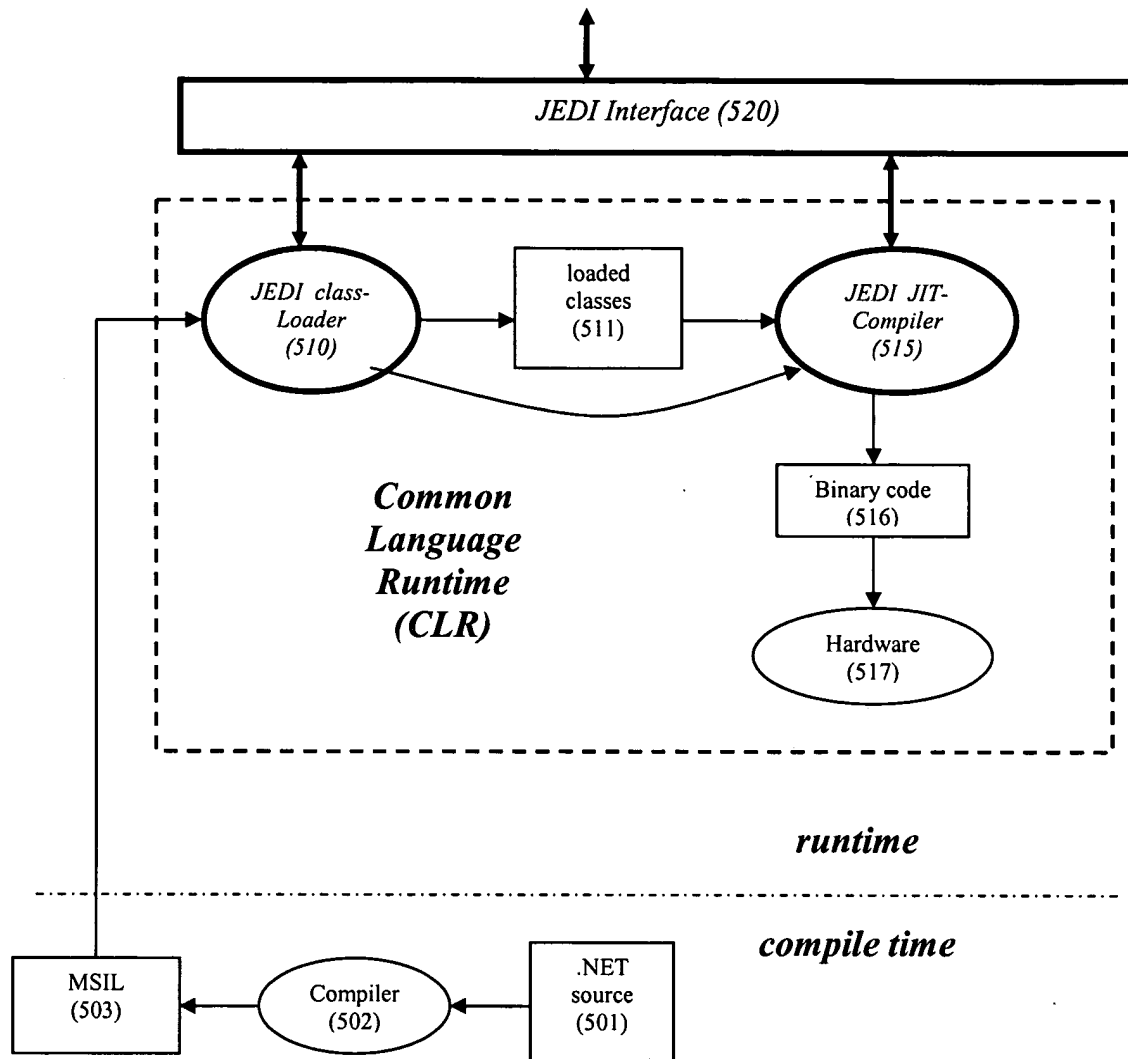 JEDI Interface (520)
JEDI class-
Loader
(510)
loaded
classes
(511)
JEDI JIT-
Compiler
(515)
Binary code
(516)
Common
Language
Runtime
(CLR)
Hardware
(517)
runtime
compile time
MSIL
(503)
Compiler
(502)
.NET
source
(501)